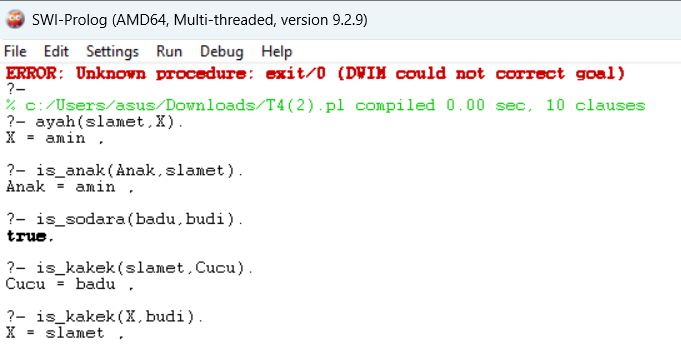 SWI-Prolog (AMD64, Multi-threaded, version 9.2.9)
File Edit Settings Run Debug Help
ERROR: Unknown procedure: exit/0 (DWIM could not correct goal)
?-
% c:/Users/asus/Downloads/T4(2).pl compiled 0.00 sec, 10 clauses
?- ayah(slamet,X).
X = amin .
?- is_anak(Anak,slamet).
Anak = amin .
?- is_sodara(badu,budi).
true.
?- is_kakek(slamet,Cucu).
Cucu = badu .
?- is_kakek(X,budi).
X = slamet .